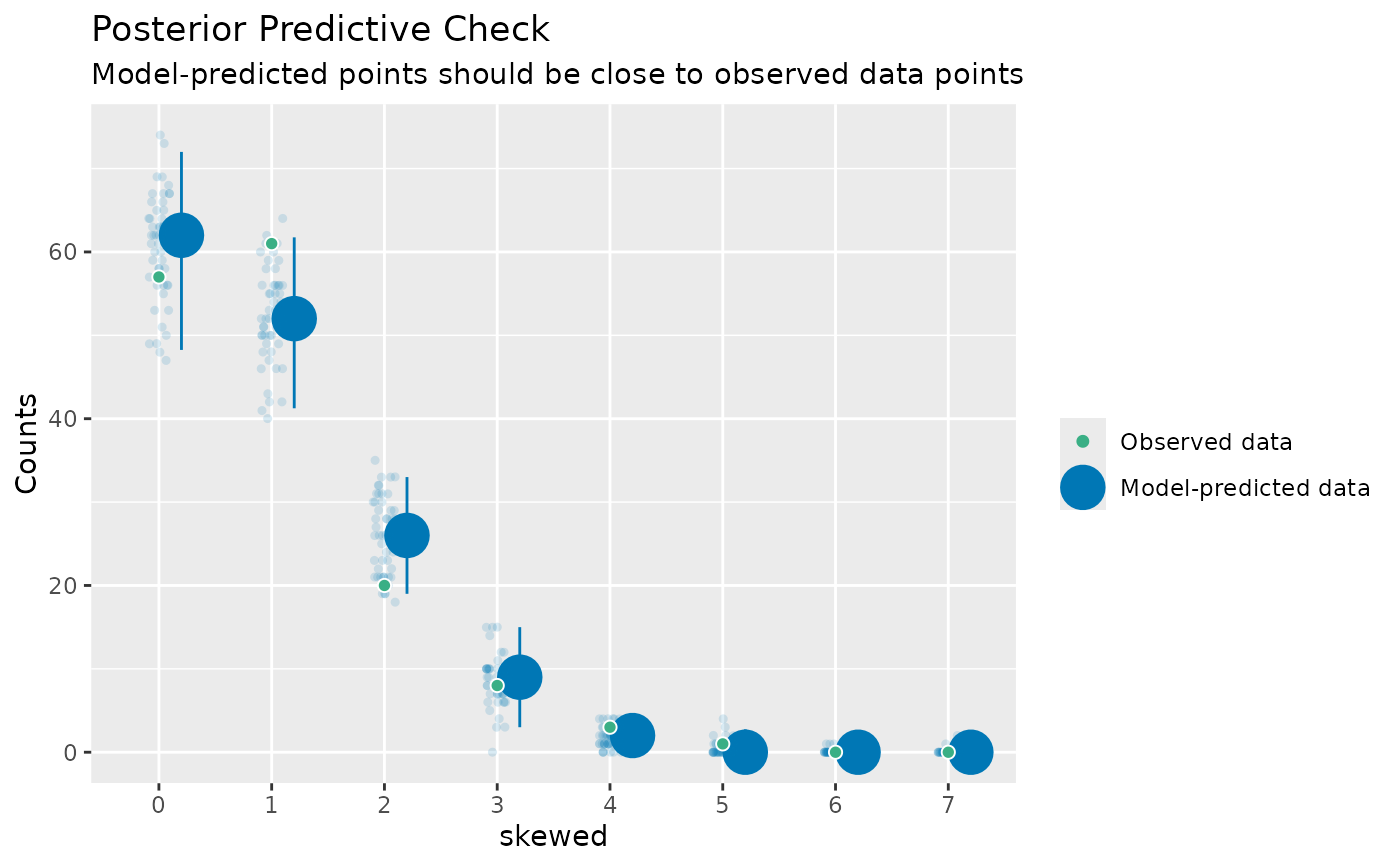 Posterior Predictive Check
Model-predicted points should be close to observed data points
Counts
60
40
20
0
0 1 2 3 4 5 6 7
skewed
Observed data
Model-predicted data